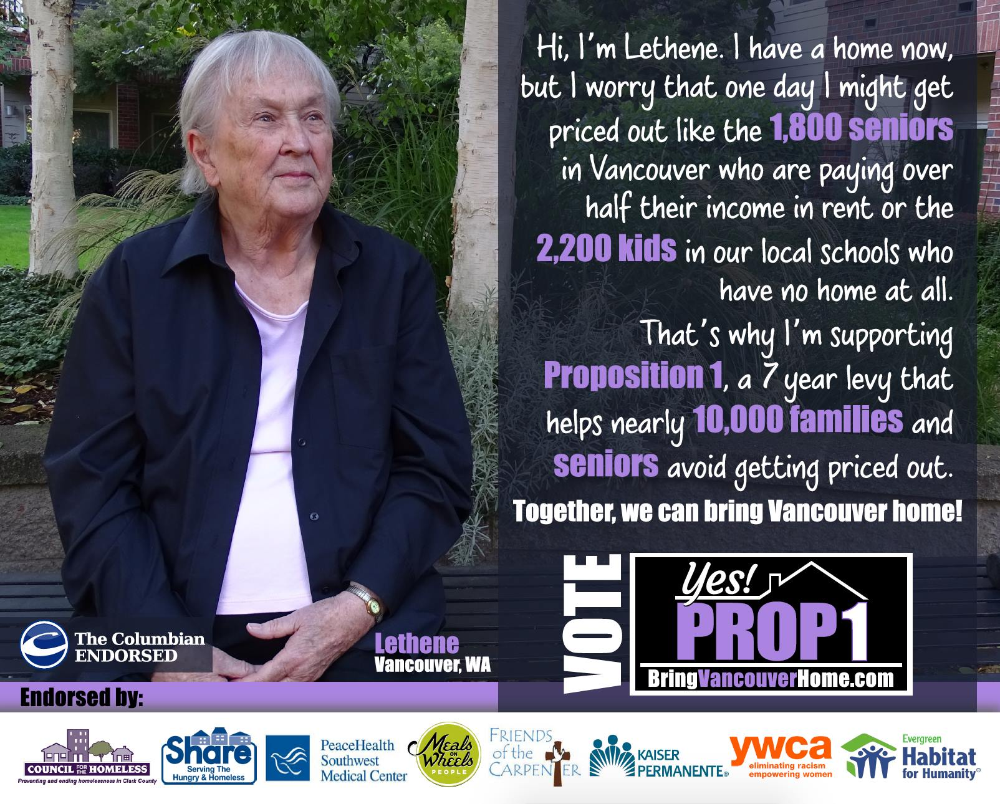 Hi, I'm Lethene. I have a home now,
but I worry that one day I might get
priced out like the 1,800 seniors
in Vancouver who are paying over
half their income in rent or the
2,200 kids in our local schools who
have no home at all.
That's why I'm supporting
Proposition 1, a 7 year levy that
helps nearly 10,000 families and
seniors avoid getting priced out.
Together, we can bring Vancouver home!
VOTE
Yes!
PROP1
BringVancouverHome.com
The Columbian
ENDORSED
Lethene
Vancouver, WA
Endorsed by:
COUNCIL FOR THE HOMELESS
Preventing and ending homelessness in Clark County
Share
Serving The
Hungry & Homeless
PeaceHealth
Southwest
Medical Center
MEALS
ON
WHEELS
PEOPLE
FRIENDS
of the
CARPENTER
KAISER
PERMANENTE®
ywca
eliminating racism
empowering women
Evergreen
Habitat
for Humanity®